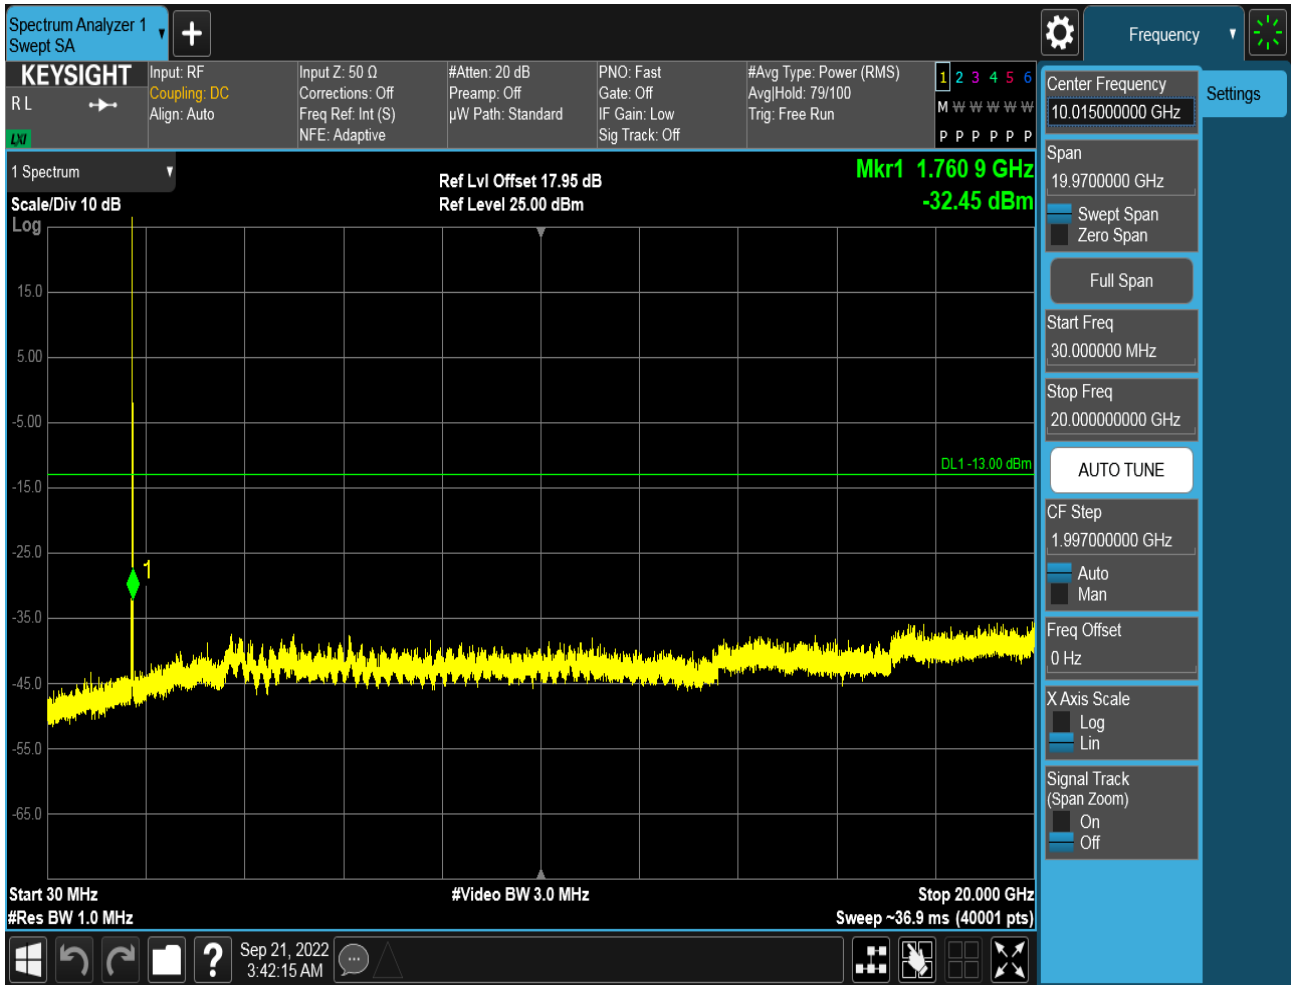 Spectrum Analyzer 1
Swept SA
Frequency
KEYSIGHT
R L
LXI
Input: RF
Coupling: DC
Align: Auto
Input Z: 50 Ω
Corrections: Off
Freq Ref: Int (S)
NFE: Adaptive
#Atten: 20 dB
Preamp: Off
µW Path: Standard
PNO: Fast
Gate: Off
IF Gain: Low
Sig Track: Off
#Avg Type: Power (RMS)
Avg|Hold: 79/100
Trig: Free Run
1 2 3 4 5 6
M W W W W W
P P P P P P
1 Spectrum
Scale/Div 10 dB
Log
Ref Lvl Offset 17.95 dB
Ref Level 25.00 dBm
Mkr1 1.760 9 GHz
-32.45 dBm
15.0
5.00
-5.00
DL1 -13.00 dBm
-15.0
-25.0
1
-35.0
-45.0
-55.0
-65.0
Start 30 MHz
#Res BW 1.0 MHz
#Video BW 3.0 MHz
Stop 20.000 GHz
Sweep ~36.9 ms (40001 pts)
Center Frequency
10.015000000 GHz
Span
19.9700000 GHz
Swept Span
Zero Span
Full Span
Start Freq
30.000000 MHz
Stop Freq
20.000000000 GHz
AUTO TUNE
CF Step
1.997000000 GHz
Auto
Man
Freq Offset
0 Hz
X Axis Scale
Log
Lin
Signal Track
(Span Zoom)
On
Off
Settings
?
Sep 21, 2022
3:42:15 AM